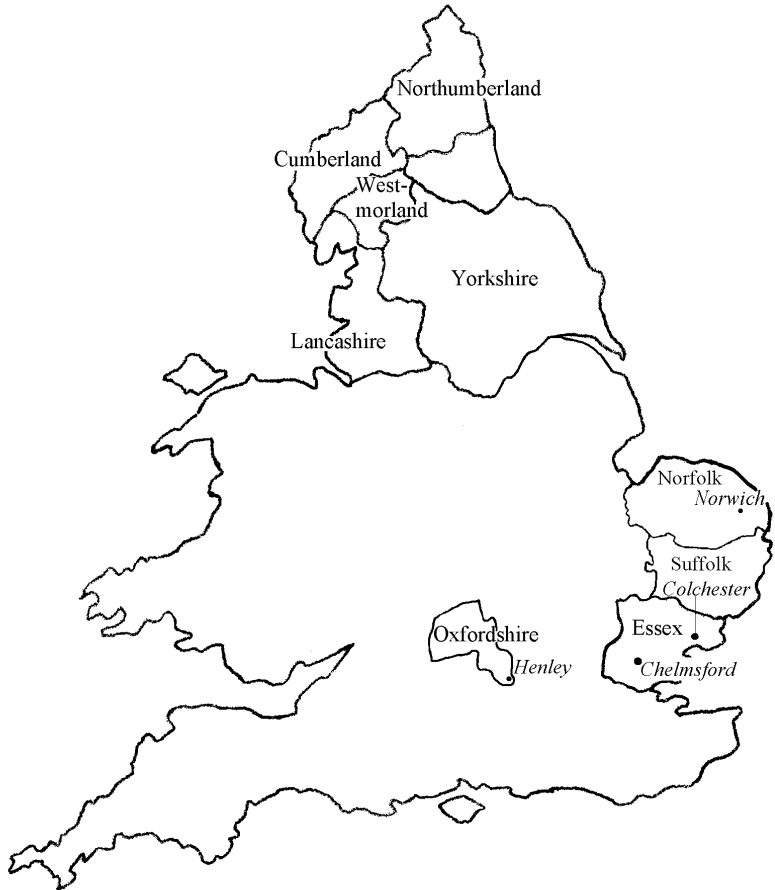 Northumberland
Cumberland
West-
morland
Yorkshire
Lancashire
Norfolk
Norwich
Suffolk
Colchester
Essex
Oxfordshire
Henley
Chelmsford